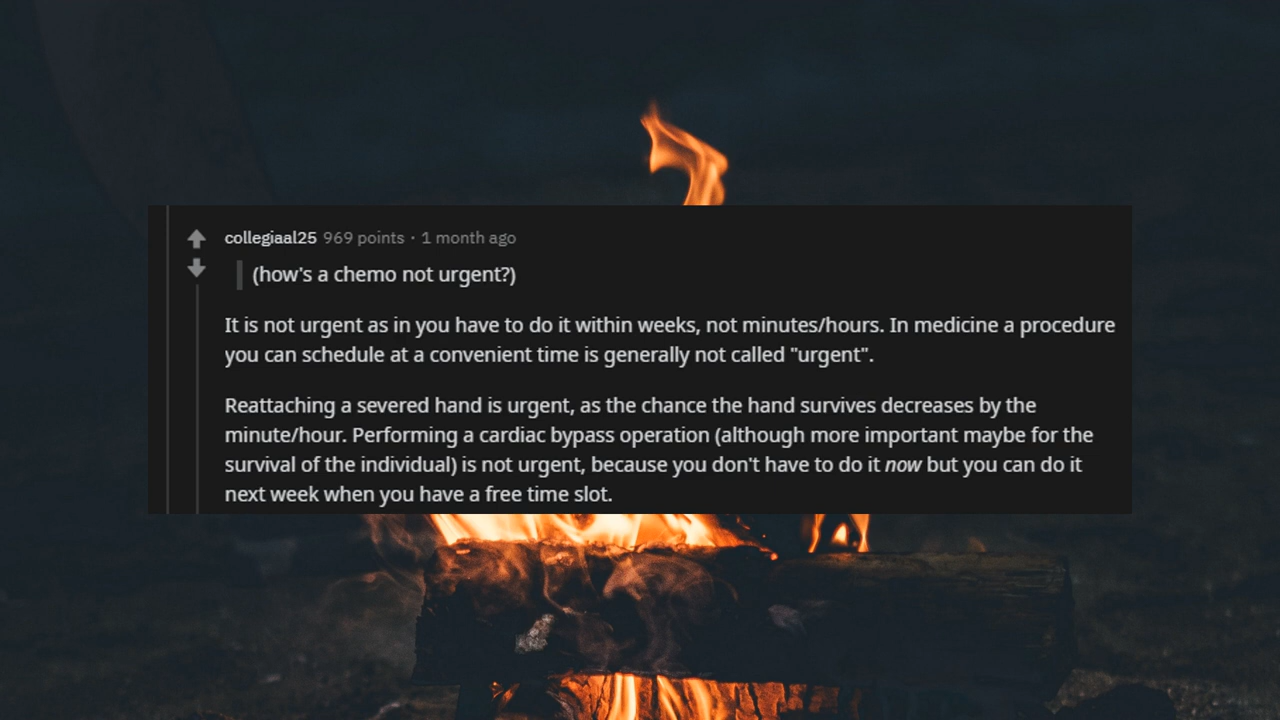 collegiaal25 969 points · 1 month ago
(how's a chemo not urgent?)
It is not urgent as in you have to do it within weeks, not minutes/hours. In medicine a procedure
you can schedule at a convenient time is generally not called "urgent".
Reattaching a severed hand is urgent, as the chance the hand survives decreases by the
minute/hour. Performing a cardiac bypass operation (although more important maybe for the
survival of the individual) is not urgent, because you don't have to do it now but you can do it
next week when you have a free time slot.